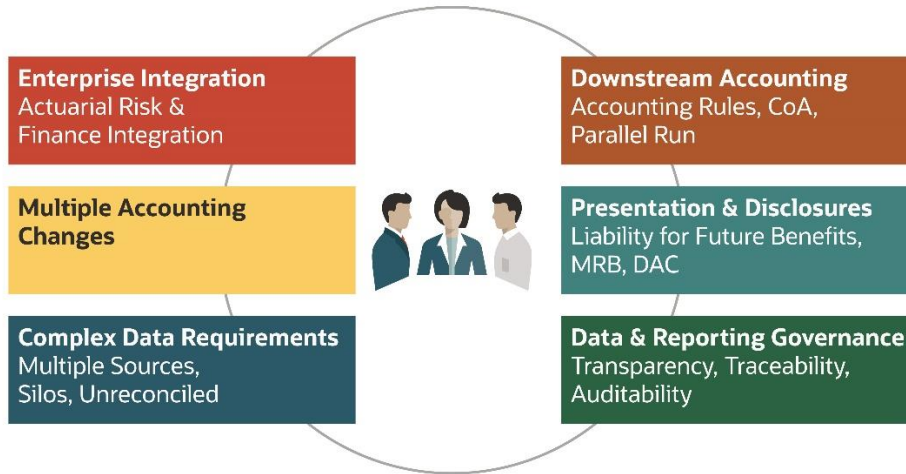 Enterprise Integration
Actuarial Risk &
Finance Integration
Multiple Accounting
Changes
Complex Data Requirements
Multiple Sources,
Silos, Unreconciled
Downstream Accounting
Accounting Rules, CoA,
Parallel Run
Presentation & Disclosures
Liability for Future Benefits,
MRB, DAC
Data & Reporting Governance
Transparency, Traceability,
Auditability